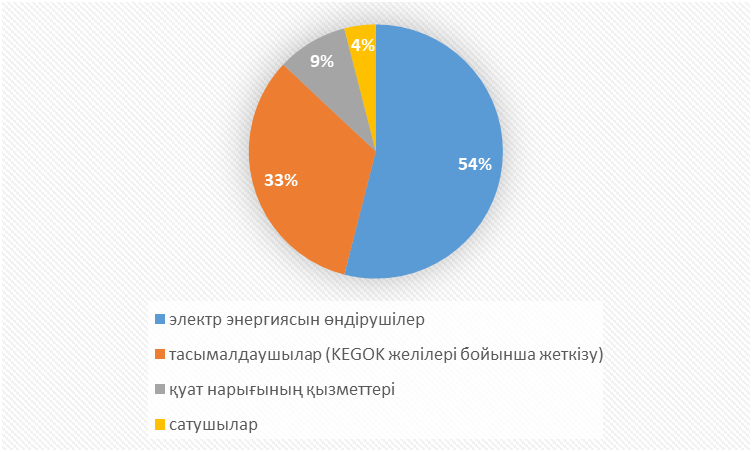 4%
9%
54%
33%
электр энергиясын өндірушілер
тасымалдаушылар (KEGOK желілері бойынша жеткізу)
қуат нарығының қызметтері
сатушылар